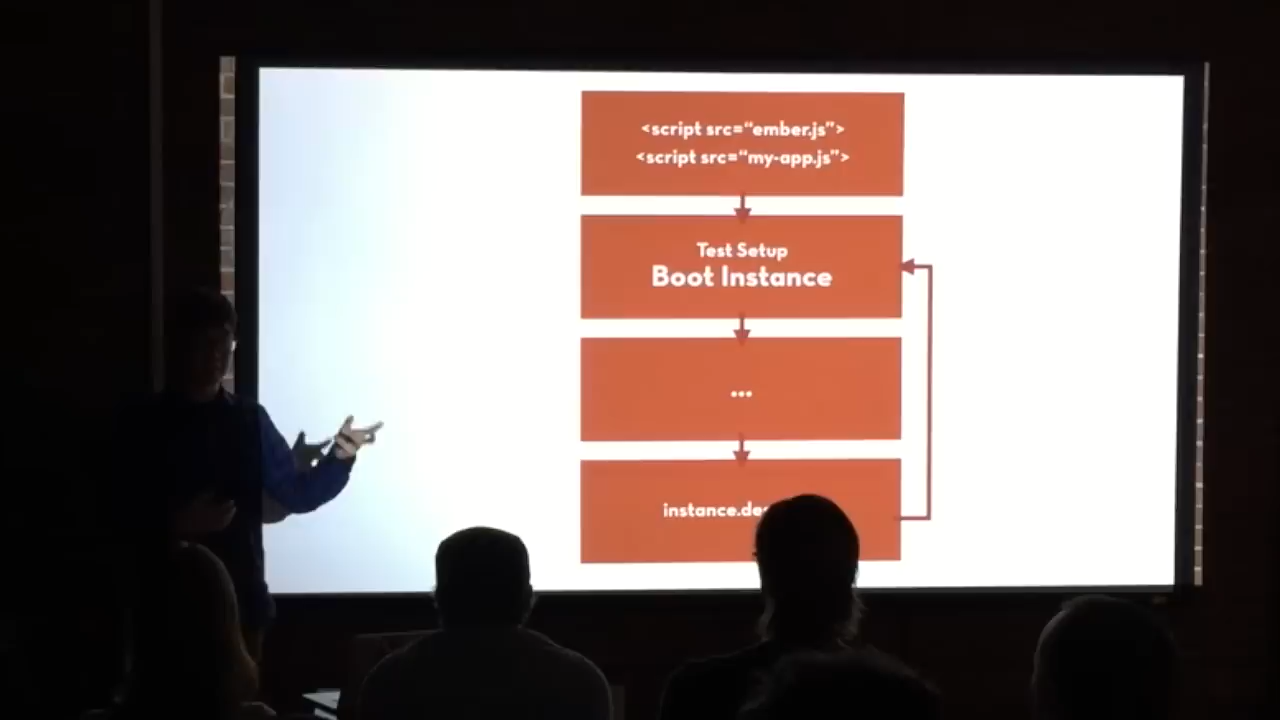 <script src=“ember.js”>
<script src=“my-app.js”>
Test Setup
Boot Instance
...